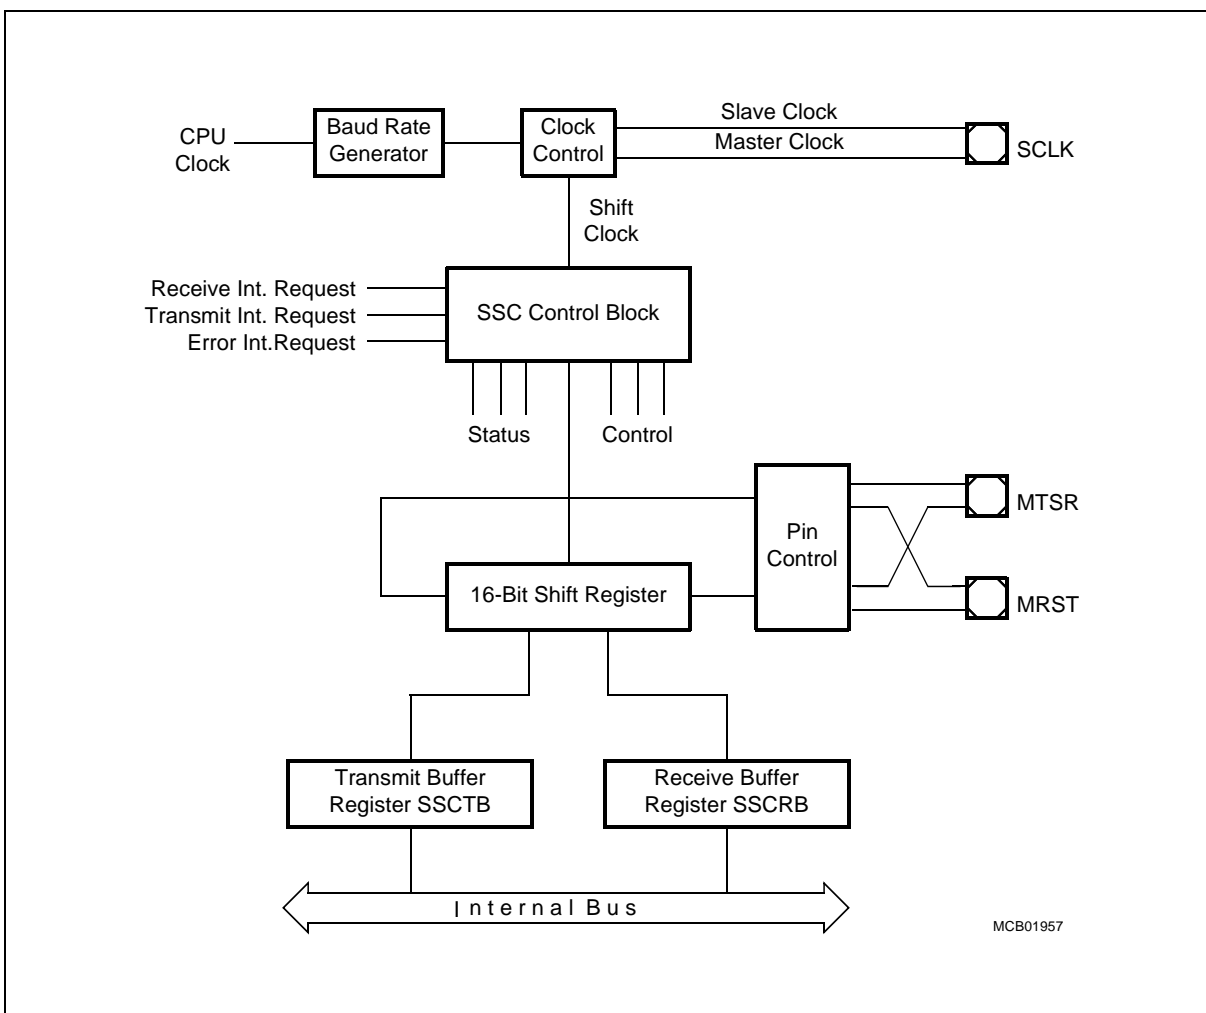 CPU
Clock
Baud Rate
Generator
Clock
Control
Slave Clock
Master Clock
SCLK
Shift
Clock
Receive Int. Request
Transmit Int. Request
Error Int.Request
SSC Control Block
Status
Control
Pin
Control
MTSR
MRST
16-Bit Shift Register
Transmit Buffer
Register SSCTB
Receive Buffer
Register SSCRB
Internal Bus
MCB01957